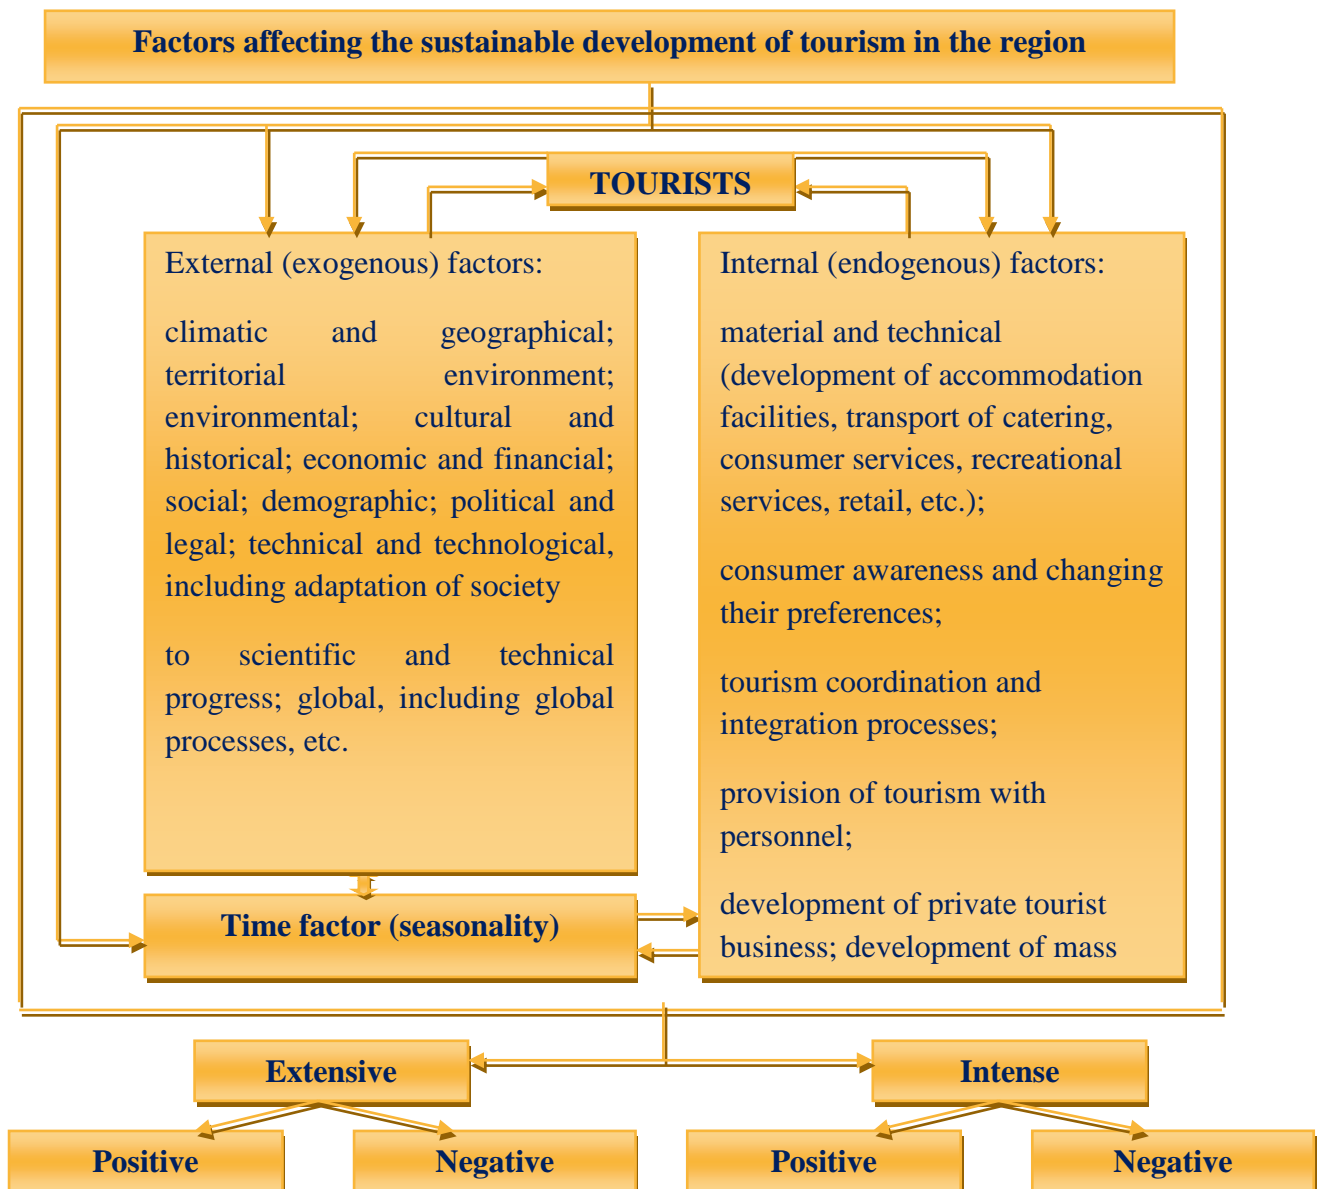 Factors affecting the sustainable development of tourism in the region
TOURISTS
External (exogenous) factors:
climatic and geographical;
territorial environment;
environmental; cultural and
historical; economic and financial;
social; demographic; political and
legal; technical and technological,
including adaptation of society
to scientific and technical
progress; global, including global
processes, etc.
Internal (endogenous) factors:
material and technical
(development of accommodation
facilities, transport of catering,
consumer services, recreational
services, retail, etc.);
consumer awareness and changing
their preferences;
tourism coordination and
integration processes;
provision of tourism with
personnel;
development of private tourist
business; development of mass
Time factor (seasonality)
Extensive
Intense
Positive
Negative
Positive
Negative